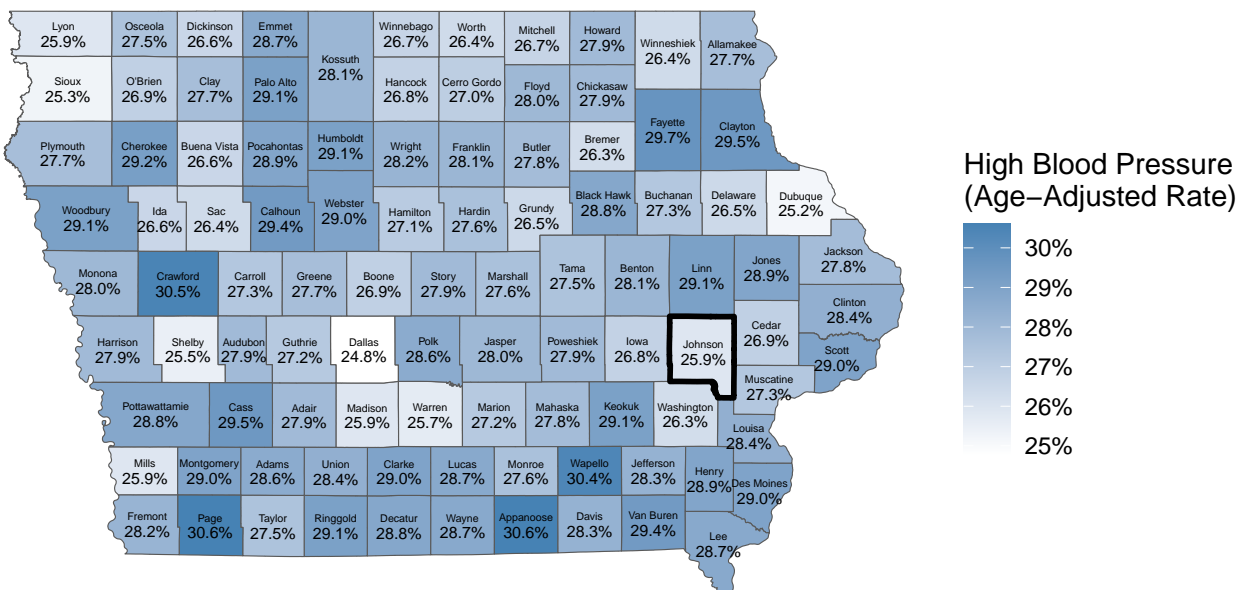 Lyon
25.9%
Osceola
27.5%
Dickinson
26.6%
Emmet
28.7%
Kossuth
28.1%
Winnebago
26.7%
Worth
26.4%
Mitchell
26.7%
Howard
27.9%
Winneshiek
26.4%
Allamakee
27.7%
Sioux
25.3%
O'Brien
26.9%
Clay
27.7%
Palo Alto
29.1%
Hancock
26.8%
Cerro Gordo
27.0%
Floyd
28.0%
Chickasaw
27.9%
Fayette
29.7%
Clayton
29.5%
Plymouth
27.7%
Cherokee
29.2%
Buena Vista
26.6%
Pocahontas
28.9%
Humboldt
29.1%
Wright
28.2%
Franklin
28.1%
Butler
27.8%
Bremer
26.3%
Woodbury
29.1%
Ida
26.6%
Sac
26.4%
Calhoun
29.4%
Webster
29.0%
Hamilton
27.1%
Hardin
27.6%
Grundy
26.5%
Black Hawk
28.8%
Buchanan
27.3%
Delaware
26.5%
Dubuque
25.2%
Monona
28.0%
Crawford
30.5%
Carroll
27.3%
Greene
27.7%
Boone
26.9%
Story
27.9%
Marshall
27.6%
Tama
27.5%
Benton
28.1%
Linn
29.1%
Jones
28.9%
Jackson
27.8%
Clinton
28.4%
Harrison
27.9%
Shelby
25.5%
Audubon
27.9%
Guthrie
27.2%
Dallas
24.8%
Polk
28.6%
Jasper
28.0%
Poweshiek
27.9%
Iowa
26.8%
Johnson
25.9%
Cedar
26.9%
Scott
29.0%
Muscatine
27.3%
Pottawattamie
28.8%
Cass
29.5%
Adair
27.9%
Madison
25.9%
Warren
25.7%
Marion
27.2%
Mahaska
27.8%
Keokuk
29.1%
Washington
26.3%
Louisa
28.4%
Mills
25.9%
Montgomery
29.0%
Adams
28.6%
Union
28.4%
Clarke
29.0%
Lucas
28.7%
Monroe
27.6%
Wapello
30.4%
Jefferson
28.3%
Henry
28.9%
Des Moines
29.0%
Fremont
28.2%
Page
30.6%
Taylor
27.5%
Ringgold
29.1%
Decatur
28.8%
Wayne
28.7%
Appanoose
30.6%
Davis
28.3%
Van Buren
29.4%
Lee
28.7%
High Blood Pressure
(Age−Adjusted Rate)
30%
29%
28%
27%
26%
25%